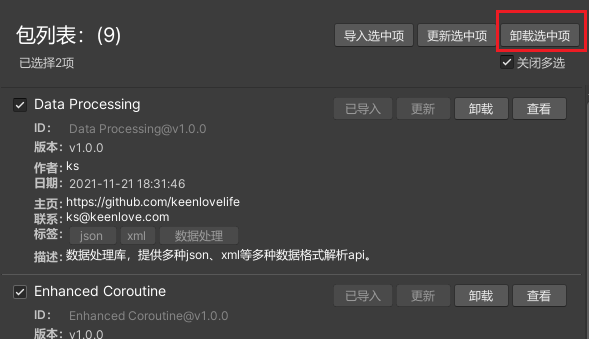 包列表：(9) 导入选中项 更新选中项 卸载选中项
已选择2项 关闭多选
Data Processing 已导入 更新 卸载 查看
ID： Data Processing@v1.0.0
版本： v1.0.0
作者： ks
日期： 2021-11-21 18:31:46
主页： https://github.com/keenlovelife
联系： ks@keenlove.com
标签： json xml 数据处理
描述： 数据处理库，提供多种json、xml等多种数据格式解析api。
Enhanced Coroutine 已导入 更新 卸载 查看
ID： Enhanced Coroutine@v1.0.0
版本： v1.0.0